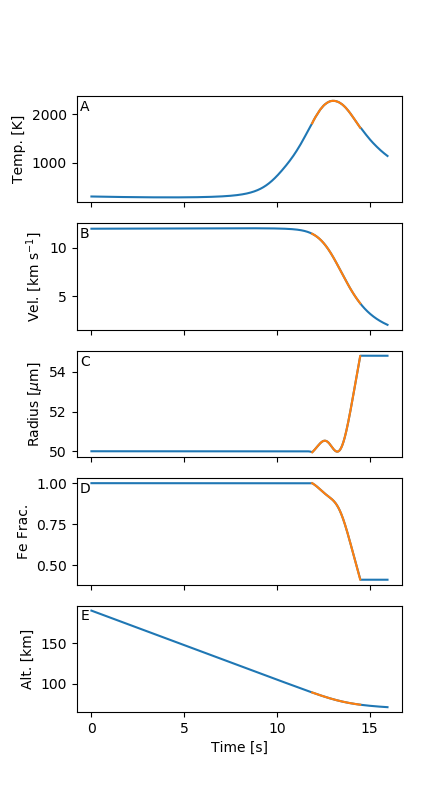 A
Temp. [K]
2000
1000
B
Vel. [km s⁻¹]
10
5
C
Radius [μm]
54
52
50
D
Fe Frac.
1.00
0.75
0.50
E
Alt. [km]
150
100
0 5 10 15
Time [s]